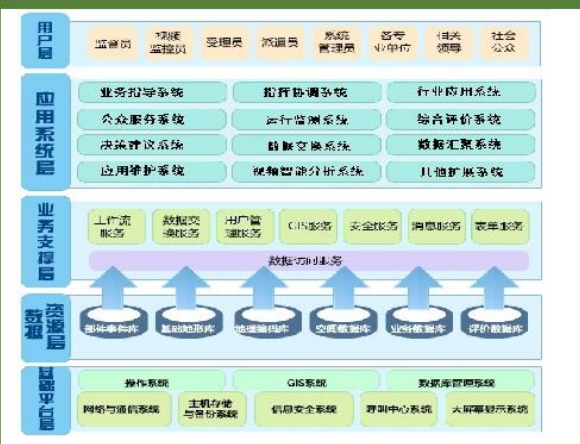 用户层
监督员 视频监控员 受理员 派遣员 系统管理员 各专业单位 相关领导 社会公众
应用系统层
业务指导系统 指挥协调系统 行业应用系统
公众服务系统 运行监测系统 综合评价系统
决策建议系统 数据交换系统 数据汇聚系统
应用维护系统 视频智能分析系统 其他扩展系统
业务支撑层
工作流服务 数据交换服务 用户管理服务 GIS服务 安全服务 消息服务 表单服务
数据访问服务
数据资源层
部件事件库 基础地形库 地理编码库 空间数据库 业务数据库 评价数据库
基础平台层
操作系统 GIS系统 数据库管理系统
网络与通信系统 主机存储与备份系统 信息安全系统 呼叫中心系统 大屏幕显示系统